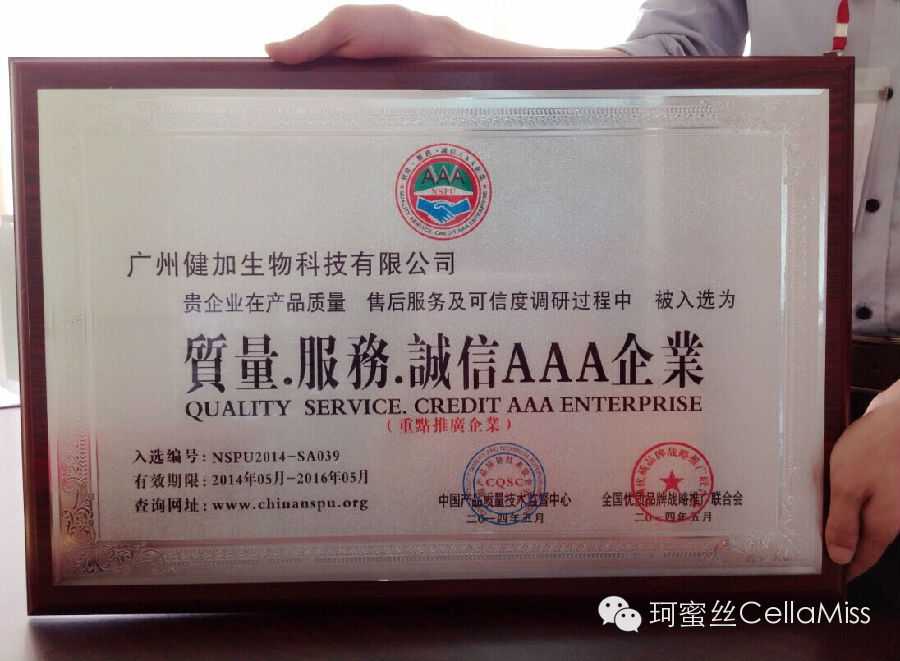 AAA
NSPU
QUALITY SERVICE. CREDIT AAA ENTERPRISE
广州健加生物科技有限公司
贵企业在产品质量 售后服务及可信度调研过程中 被入选为
質量.服務.誠信AAA企業
QUALITY SERVICE. CREDIT AAA ENTERPRISE
(重點推廣企業)
入选编号: NSPU2014-SA039
有效期限: 2014年05月-2016年05月
查询网址: www.chinanspu.org
CQSC
中国产品质量技术监督中心
二〇一四年五月
全国优质品牌战略推广联合会
二〇一四年五月
珂蜜丝CellaMiss